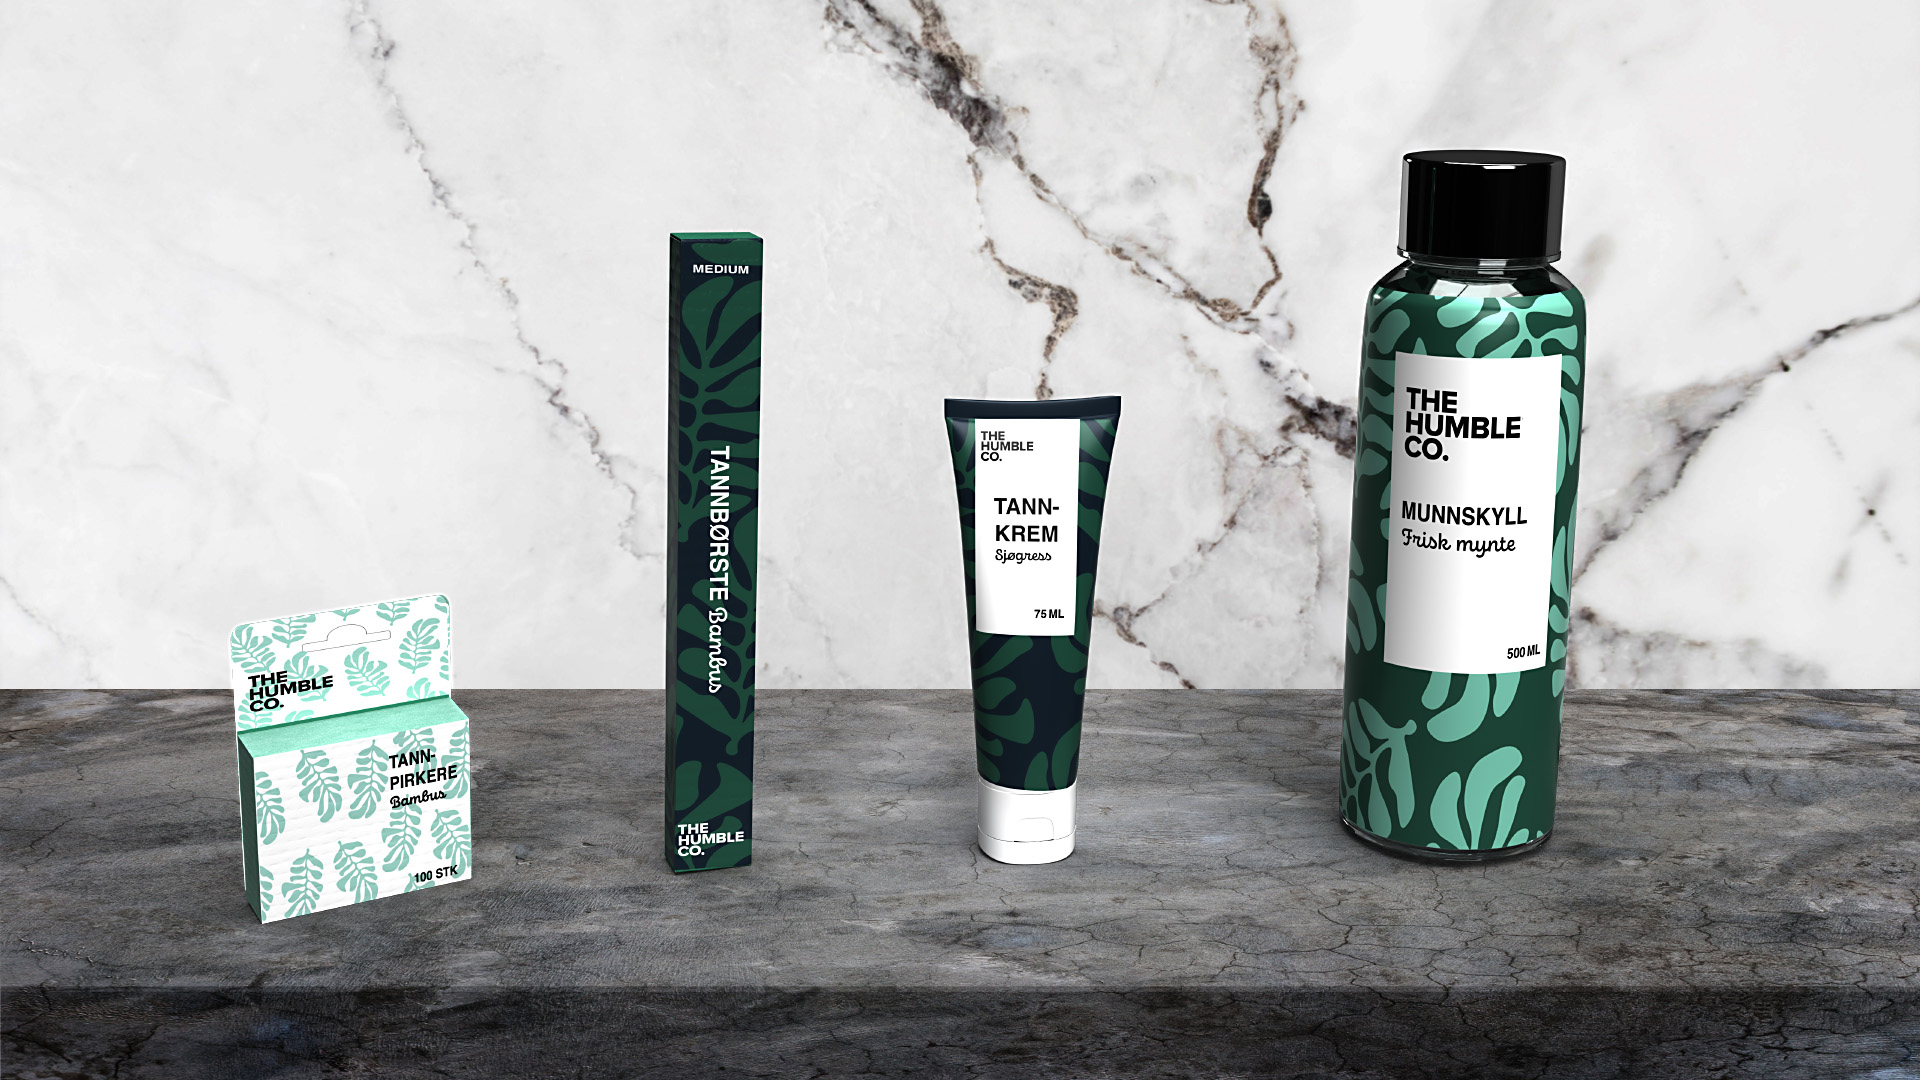 THE
HUMBLE
CO.
TANN-
PIRKERE
Bambus
100 STK
MEDIUM
TANNBØRSTE Bambus
THE
HUMBLE
CO.
THE
HUMBLE
CO.
TANN-
KREM
Sjøgress
75 ML
THE
HUMBLE
CO.
MUNNSKYLL
Frisk mynte
500 ML